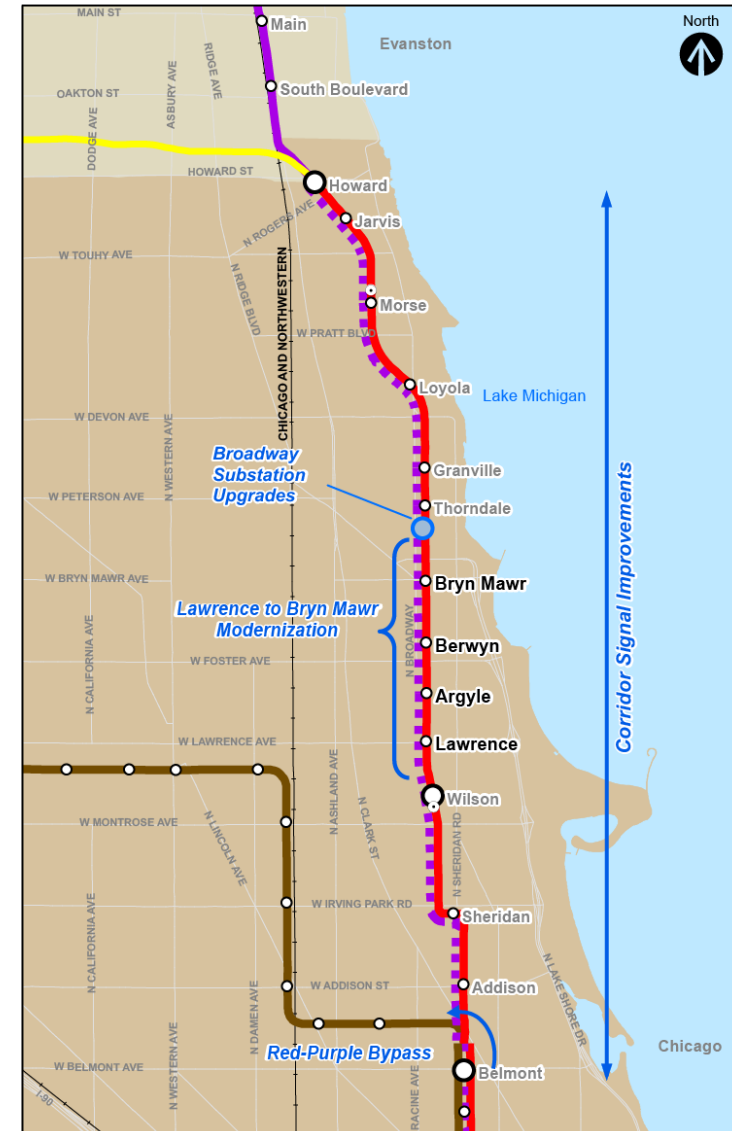 MAIN ST
Main
North
Evanston
RIDGE AVE
ASBURY AVE
OAKTON ST
South Boulevard
DODGE AVE
HOWARD ST
Howard
N ROGERS AVE
Jarvis
W TOUHY AVE
N RIDGE BLVD
CHICAGO AND NORTHWESTERN
Morse
W PRATT BLVD
Loyola
Lake Michigan
W DEVON AVE
N WESTERN AVE
Broadway
Substation
Upgrades
Granville
W PETERSON AVE
Thorndale
Corridor Signal Improvements
W BRYN MAWR AVE
Bryn Mawr
Lawrence to Bryn Mawr
Modernization
N BROADWAY
N CALIFORNIA AVE
Berwyn
W FOSTER AVE
Argyle
W LAWRENCE AVE
Lawrence
Wilson
N ASHLAND AVE
N CLARK ST
N SHERIDAN RD
W MONTROSE AVE
N LINCOLN AVE
W IRVING PARK RD
Sheridan
N CALIFORNIA AVE
N DAMEN AVE
W ADDISON ST
Addison
N LAKE SHORE DR
N WESTERN AVE
Red-Purple Bypass
Chicago
W BELMONT AVE
Belmont
RACINE AVE
I-90